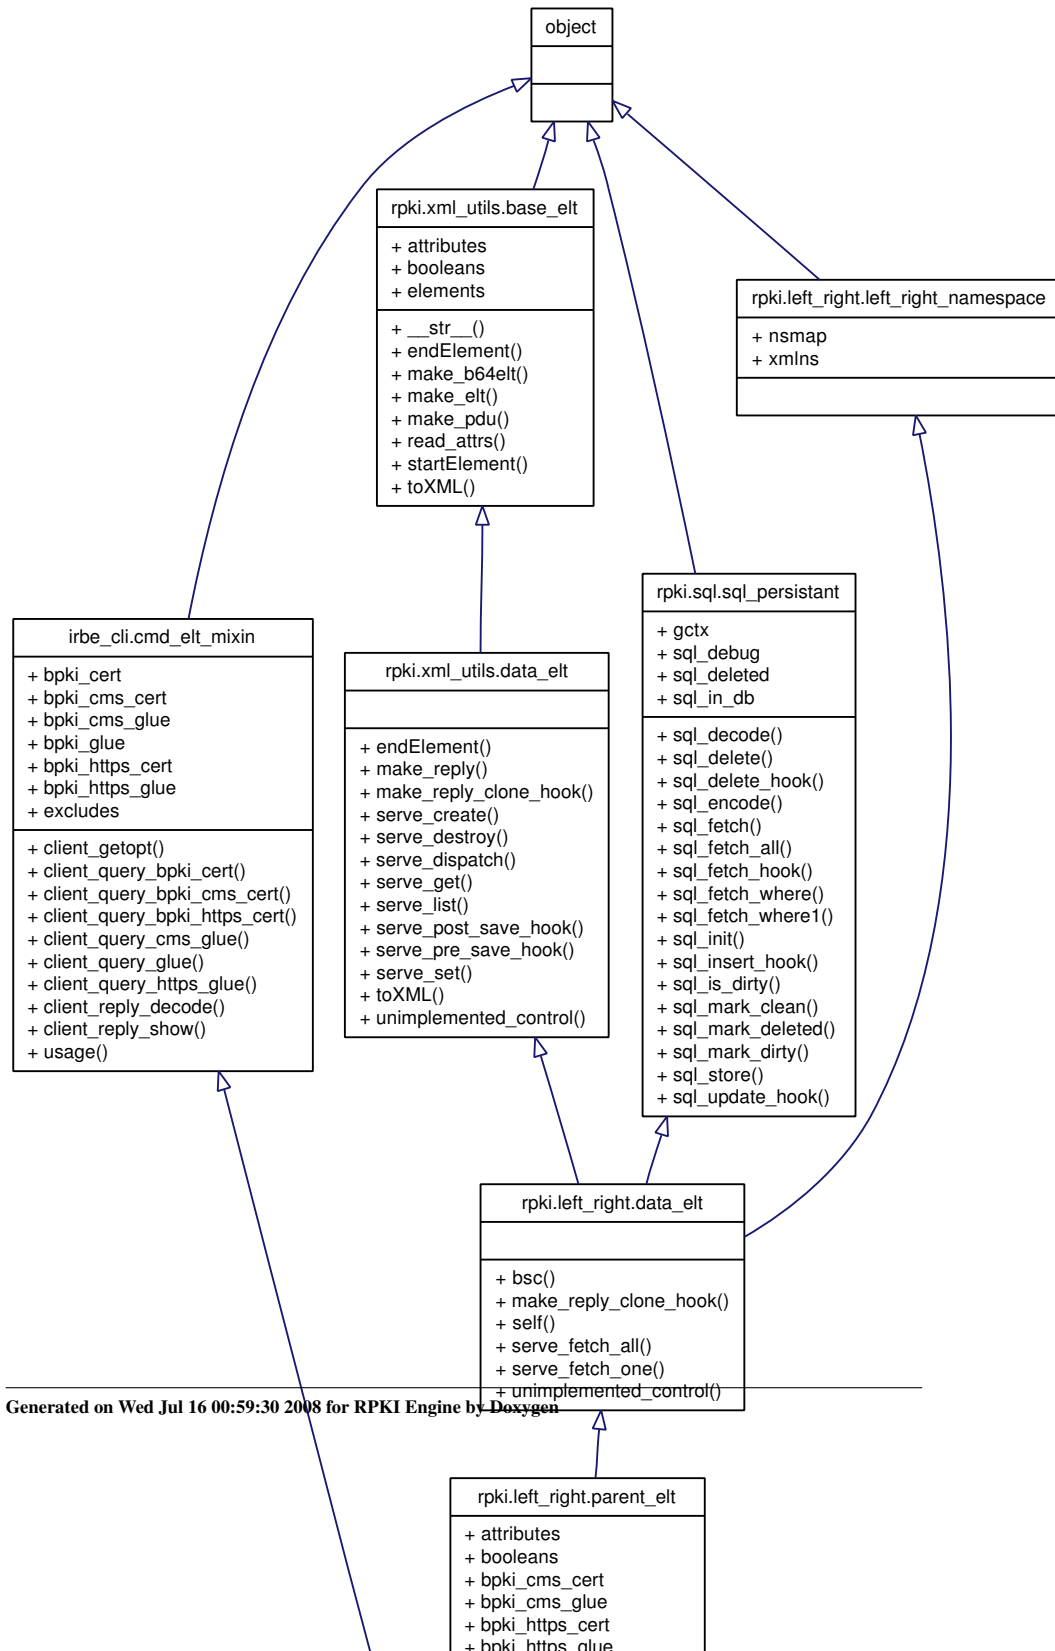 object
rpki.xml_utils.base_elt
+ attributes
+ booleans
+ elements
+ __str__()
+ endElement()
+ make_b64elt()
+ make_elt()
+ make_pdu()
+ read_attrs()
+ startElement()
+ toXML()
rpki.left_right.left_right_namespace
+ nsmap
+ xmlns
rpki.sql.sql_persistant
+ gctx
+ sql_debug
+ sql_deleted
+ sql_in_db
+ sql_decode()
+ sql_delete()
+ sql_delete_hook()
+ sql_encode()
+ sql_fetch()
+ sql_fetch_all()
+ sql_fetch_hook()
+ sql_fetch_where()
+ sql_fetch_where1()
+ sql_init()
+ sql_insert_hook()
+ sql_is_dirty()
+ sql_mark_clean()
+ sql_mark_deleted()
+ sql_mark_dirty()
+ sql_store()
+ sql_update_hook()
irbe_cli.cmd_elt_mixin
+ bpki_cert
+ bpki_cms_cert
+ bpki_cms_glue
+ bpki_glue
+ bpki_https_cert
+ bpki_https_glue
+ excludes
+ client_getopt()
+ client_query_bpki_cert()
+ client_query_bpki_cms_cert()
+ client_query_bpki_https_cert()
+ client_query_cms_glue()
+ client_query_glue()
+ client_query_https_glue()
+ client_reply_decode()
+ client_reply_show()
+ usage()
rpki.xml_utils.data_elt
+ endElement()
+ make_reply()
+ make_reply_clone_hook()
+ serve_create()
+ serve_destroy()
+ serve_dispatch()
+ serve_get()
+ serve_list()
+ serve_post_save_hook()
+ serve_pre_save_hook()
+ serve_set()
+ toXML()
+ unimplemented_control()
rpki.left_right.data_elt
+ bsc()
+ make_reply_clone_hook()
+ self()
+ serve_fetch_all()
+ serve_fetch_one()
+ unimplemented_control()
Generated on Wed Jul 16 00:59:30 2008 for RPKI Engine by Doxygen
rpki.left_right.parent_elt
+ attributes
+ booleans
+ bpki_cms_cert
+ bpki_cms_glue
+ bpki_https_cert
+ bpki_https_glue